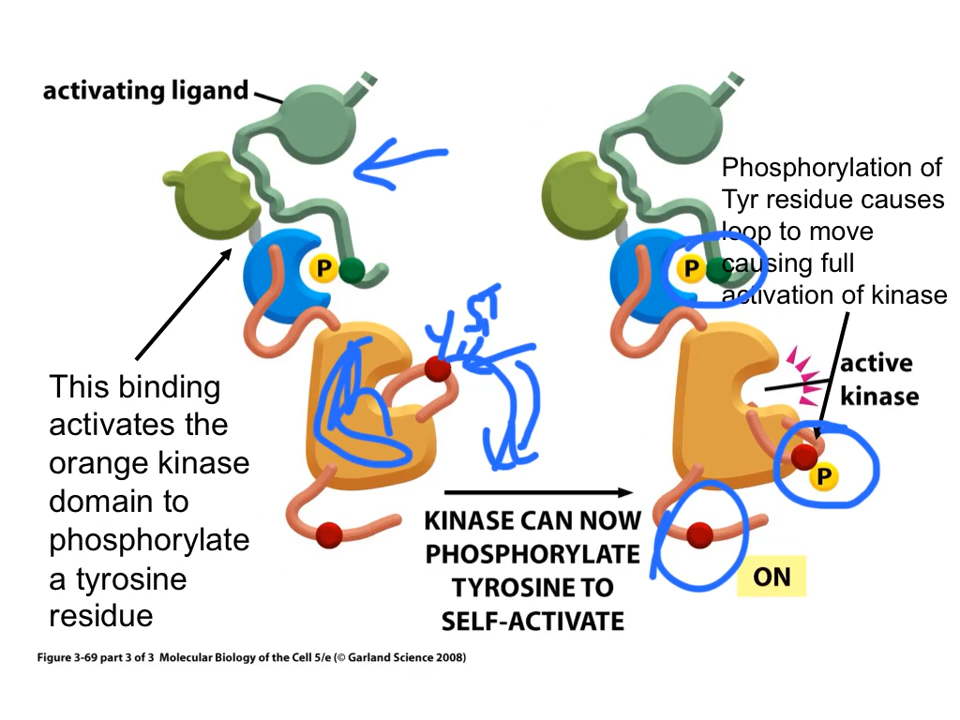 activating ligand
Phosphorylation of
Tyr residue causes
loop to move
causing full
activation of kinase
P
P
This binding
activates the
orange kinase
domain to
phosphorylate
a tyrosine
residue
active
kinase
P
KINASE CAN NOW
PHOSPHORYLATE
TYROSINE TO
SELF-ACTIVATE
ON
Figure 3-69 part 3 of 3 Molecular Biology of the Cell 5/e (© Garland Science 2008)